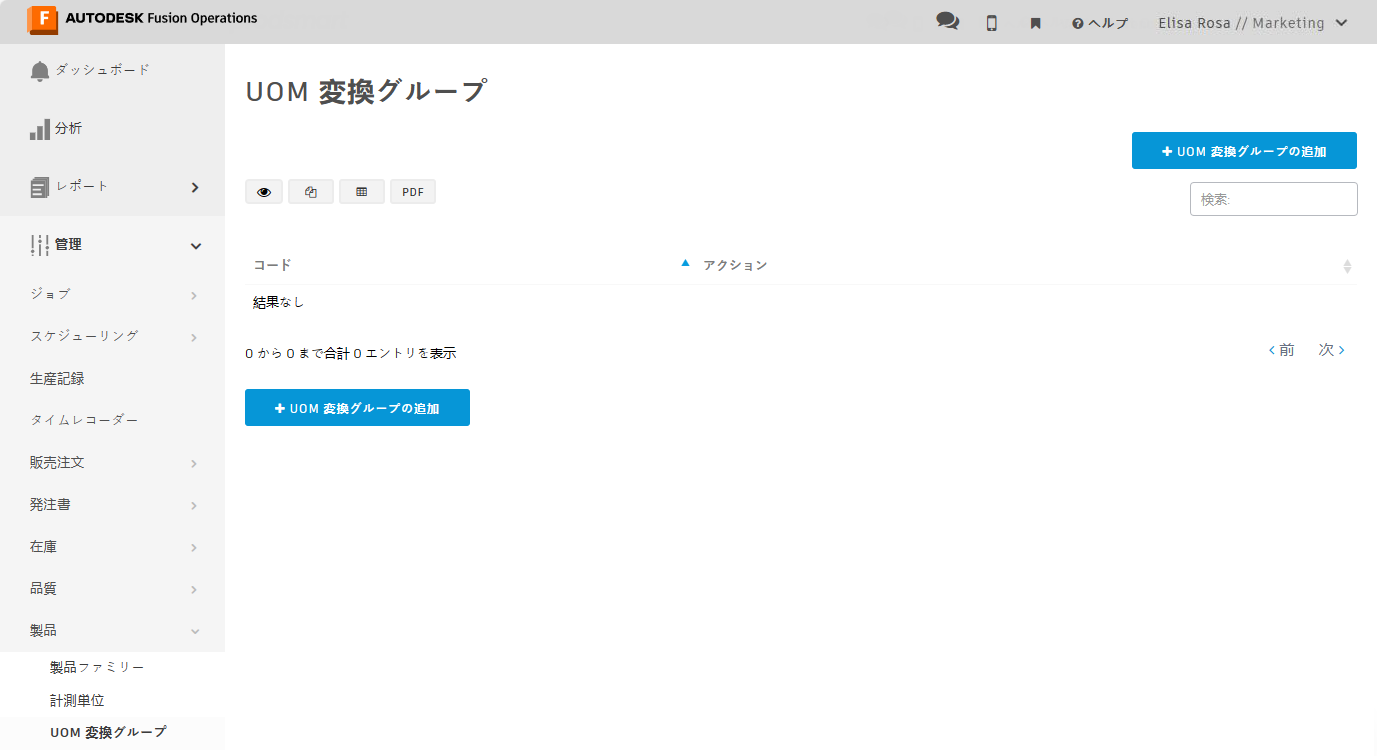 F AUTODESK Fusion Operations
ヘルプ
Elisa Rosa // Marketing
ダッシュボード
分析
レポート
管理
ジョブ
スケジューリング
生産記録
タイムレコーダー
販売注文
発注書
在庫
品質
製品
製品ファミリー
計測単位
UOM 変換グループ
UOM 変換グループ
UOM 変換グループの追加
PDF
検索:
コード アクション
結果なし
0 から 0 まで合計 0 エントリを表示
前 次
UOM 変換グループの追加